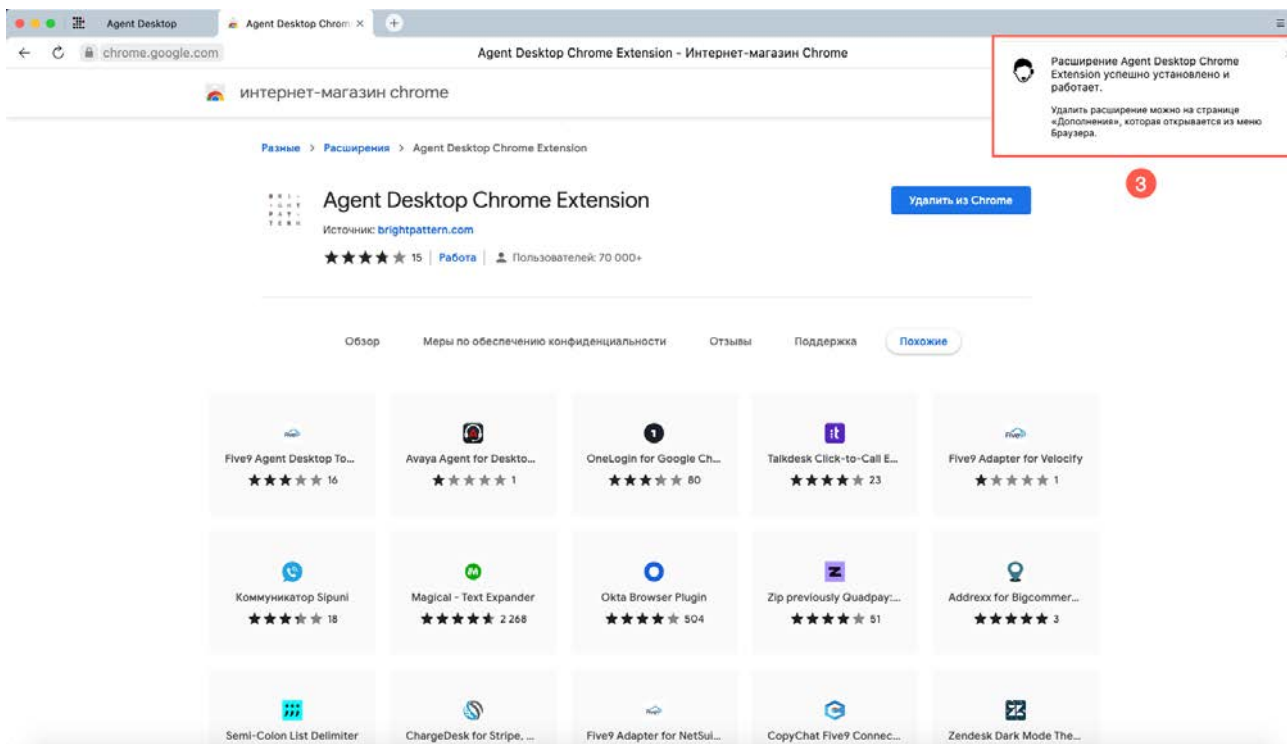 Agent Desktop
Agent Desktop Chrom
chrome.google.com
Agent Desktop Chrome Extension - Интернет-магазин Chrome
Расширение Agent Desktop Chrome
Extension успешно установлено и
работает.
Удалить расширение можно на странице
«Дополнения», которая открывается из меню
Браузера.
3
интернет-магазин chrome
Разные > Расширения > Agent Desktop Chrome Extension
BRI-
IGHT
PAT-
TERN
Agent Desktop Chrome Extension
Удалить из Chrome
Источник: brightpattern.com
15 | Работа | Пользователей: 70 000+
Обзор
Меры по обеспечению конфиденциальности
Отзывы
Поддержка
Похожие
Five9 Agent Desktop To...
16
Avaya Agent for Deskto...
1
OneLogin for Google Ch...
80
Talkdesk Click-to-Call E...
23
Five9 Adapter for Velocify
1
Коммуникатор Sipuni
18
Magical - Text Expander
2 268
Okta Browser Plugin
504
Zip previously Quadpay:...
51
Addrexx for Bigcommer...
3
Semi-Colon List Delimiter
ChargeDesk for Stripe, ...
Five9 Adapter for NetSui...
CopyChat Five9 Connec...
Zendesk Dark Mode The...